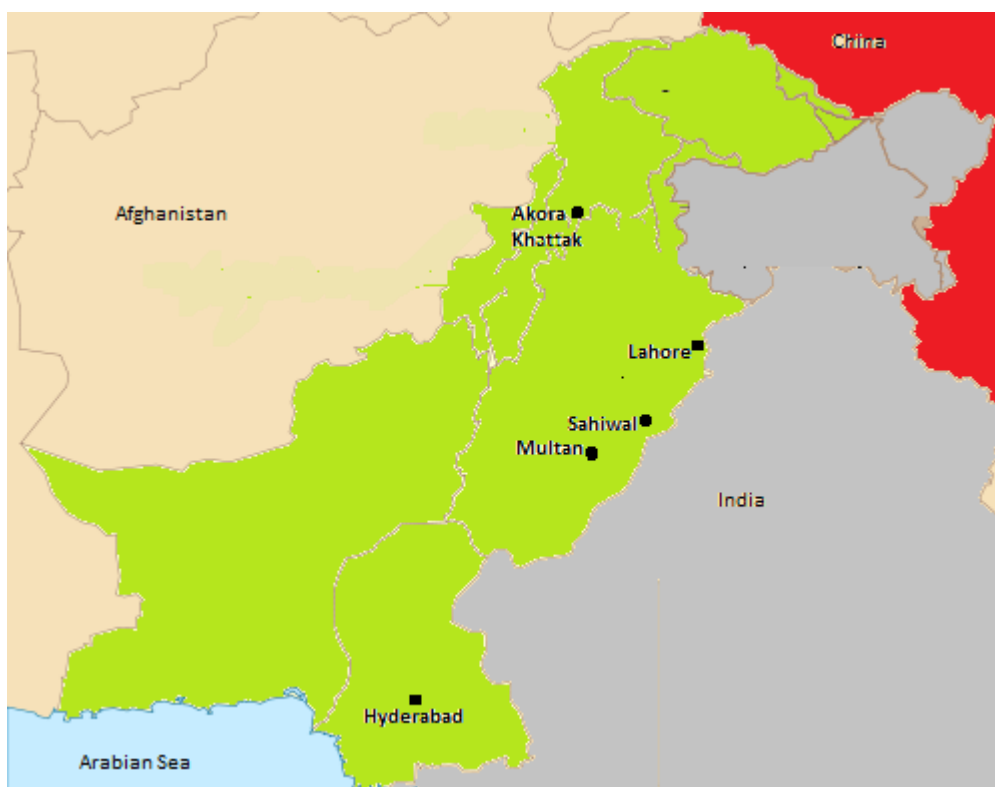 China
Afghanistan
Akora
Khattak
Lahore
Sahiwal
Multan
India
Hyderabad
Arabian Sea